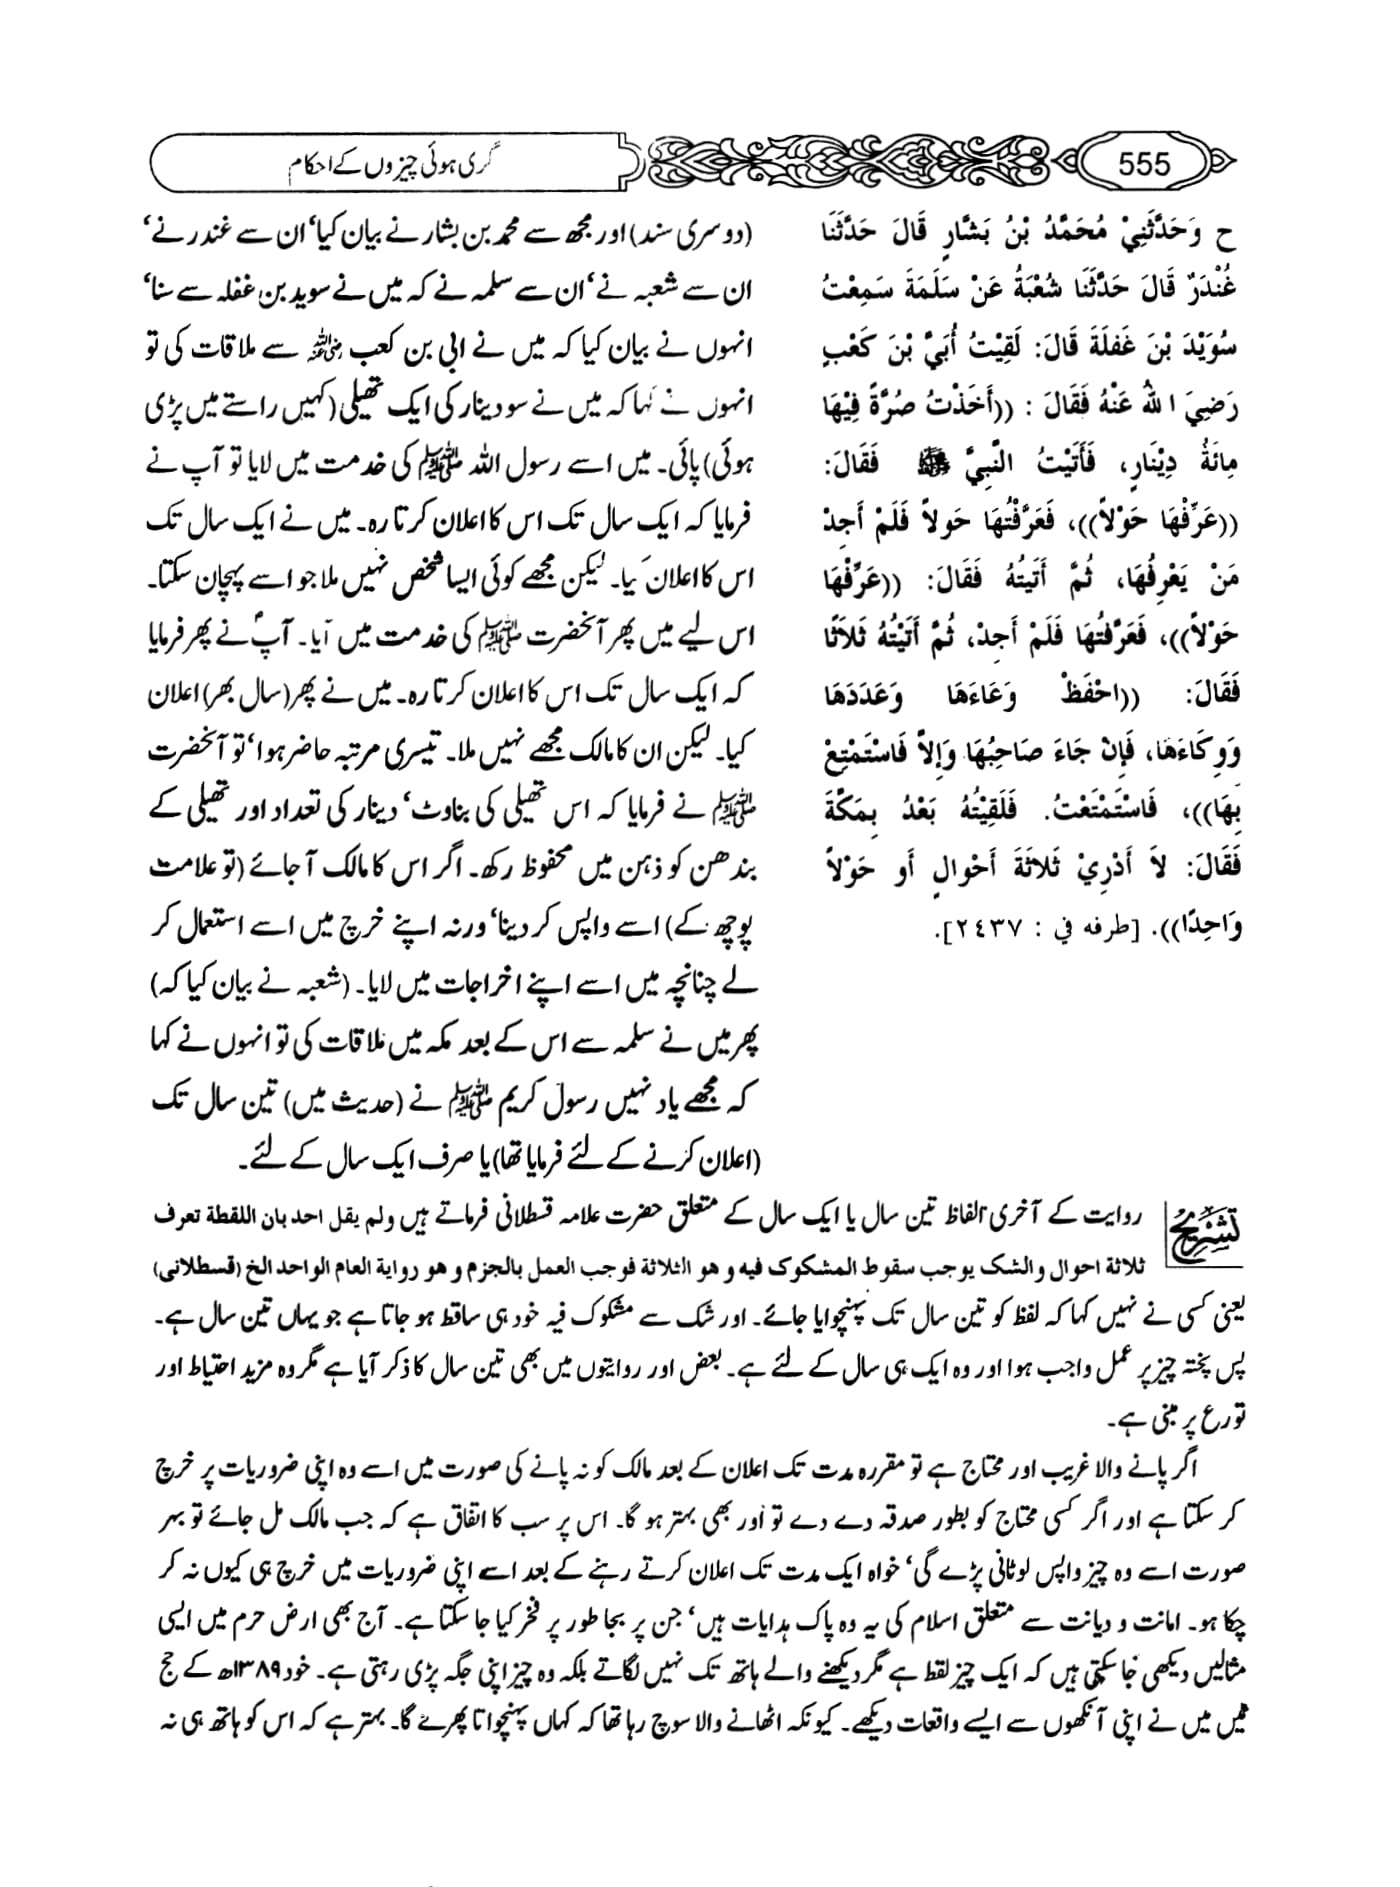 555
گری ہوئی چیزوں کے احکام
ح وَحَدَّثَنِيْ مُحَمَّدُ بْنُ بَشَّارٍ قَالَ حَدَّثَنَا
غُنْدَرٌ قَالَ حَدَّثَنَا شُعْبَةُ عَنْ سَلَمَةَ سَمِعْتُ
سُوَيْدَ بْنَ غَفَلَةَ قَالَ: لَقِيْتُ أُبَيَّ بْنَ كَعْبٍ
رَضِيَ اللهُ عَنْهُ فَقَالَ : ((أَخَذْتُ صُرَّةً فِيْهَا
مِائَةُ دِيْنَارٍ، فَأَتَيْتُ النَّبِيَّ ﷺ فَقَالَ:
((عَرِّفْهَا حَوْلاً))، فَعَرَّفْتُهَا حَولاً فَلَمْ أَجِدْ
مَنْ يَعْرِفُهَا، ثُمَّ أَتَيتُهُ فَقَالَ: ((عَرِّفْهَا
حَوْلاً))، فَعَرَّفْتُهَا فَلَمْ أَجِدْ، ثُمَّ أَتَيْتُهُ ثَلاَثًا
فَقَالَ: ((احْفَظْ وَعَاءَهَا وَعَدَدَهَا
وَوِكَاءَهَا، فَإِنْ جَاءَ صَاحِبُهَا وَإِلاَّ فَاسْتَمْتِعْ
بِهَا))، فَاسْتَمْتَعْتُ. فَلَقِيْتُهُ بَعْدُ بِمَكَّةَ
فَقَالَ: لاَ أَدْرِيْ ثَلاَثَةَ أَحْوالٍ أَو حَوْلاً
وَاحِدًا)). [طرفه في : ٢٤٣٧].
(دوسری سند) اور مجھ سے محمد بن بشار نے بیان کیا‘ ان سے غندر نے‘
ان سے شعبہ نے‘ ان سے سلمہ نے کہ میں نے سوید بن غفلہ سے سنا‘
انہوں نے بیان کیا کہ میں نے ابی بن کعب رضی اللہ عنہ سے ملاقات کی تو
انہوں نے کہا کہ میں نے سو دینار کی ایک تھیلی (کہیں راستے میں پڑی
ہوئی) پائی۔ میں اسے رسول اللہ ﷺ کی خدمت میں لایا تو آپ نے
فرمایا کہ ایک سال تک اس کا اعلان کرتا رہ۔ میں نے ایک سال تک
اس کا اعلان کیا۔ لیکن مجھے کوئی ایسا شخص نہیں ملا جو اسے پہچان سکتا۔
اس لیے میں پھر آنحضرت ﷺ کی خدمت میں آیا۔ آپؐ نے پھر فرمایا
کہ ایک سال تک اس کا اعلان کرتا رہ۔ میں نے پھر (سال بھر) اعلان
کیا۔ لیکن ان کا مالک مجھے نہیں ملا۔ تیسری مرتبہ حاضر ہوا‘ تو آنحضرت
ﷺ نے فرمایا کہ اس تھیلی کی بناوٹ‘ دینار کی تعداد اور تھیلی کے
بندھن کو ذہن میں محفوظ رکھ۔ اگر اس کا مالک آجائے (تو علامت
پوچھ کے) اسے واپس کر دینا‘ ورنہ اپنے خرچ میں اسے استعمال کر
لے چنانچہ میں اسے اپنے اخراجات میں لایا۔ (شعبہ نے بیان کیا کہ)
پھر میں نے سلمہ سے اس کے بعد مکہ میں ملاقات کی تو انہوں نے کہا
کہ مجھے یاد نہیں رسول کریم ﷺ نے (حدیث میں) تین سال تک
(اعلان کرنے کے لئے فرمایا تھا) یا صرف ایک سال کے لئے۔
تشریح روایت کے آخری الفاظ تین سال یا ایک سال کے متعلق حضرت علامہ قسطلانی فرماتے ہیں ولم یقل احد بان اللقطة تعرف
ثلاثة احوال والشک یوجب سقوط المشکوک فیه و هو الثلاثة فوجب العمل بالجزم و هو رواية العام الواحد الخ (قسطلانی)
یعنی کسی نے نہیں کہا کہ لقطہ کو تین سال تک پہنچوایا جائے۔ اور شک سے مشکوک فیہ خود ہی ساقط ہو جاتا ہے جو یہاں تین سال ہے۔
پس پختہ چیز پر عمل واجب ہوا اور وہ ایک ہی سال کے لئے ہے۔ بعض اور روایتوں میں بھی تین سال کا ذکر آیا ہے مگر وہ مزید احتیاط اور
تورع پر مبنی ہے۔
اگر پانے والا غریب اور محتاج ہے تو مقررہ مدت تک اعلان کے بعد مالک کو نہ پانے کی صورت میں اسے وہ اپنی ضروریات پر خرچ
کر سکتا ہے اور اگر کسی محتاج کو بطور صدقہ دے دے تو اور بھی بہتر ہو گا۔ اس پر سب کا اتفاق ہے کہ جب مالک مل جائے تو بہر
صورت اسے وہ چیز واپس لوٹانی پڑے گی‘ خواہ ایک مدت تک اعلان کرتے رہنے کے بعد اسے اپنی ضروریات میں خرچ ہی کیوں نہ کر
چکا ہو۔ امانت و دیانت سے متعلق اسلام کی یہ وہ پاک ہدایات ہیں‘ جن پر بجا طور پر فخر کیا جا سکتا ہے۔ آج بھی ارض حرم میں ایسی
مثالیں دیکھی جا سکتی ہیں کہ ایک چیز لقطہ ہے مگر دیکھنے والے ہاتھ تک نہیں لگاتے بلکہ وہ چیز اپنی جگہ پڑی رہتی ہے۔ خود ۱۳۸۹ھ کے حج
میں میں نے اپنی آنکھوں سے ایسے واقعات دیکھے۔ کیونکہ اٹھانے والا سوچ رہا تھا کہ کہاں پہنچواتا پھرے گا۔ بہتر ہے کہ اس کو ہاتھ ہی نہ